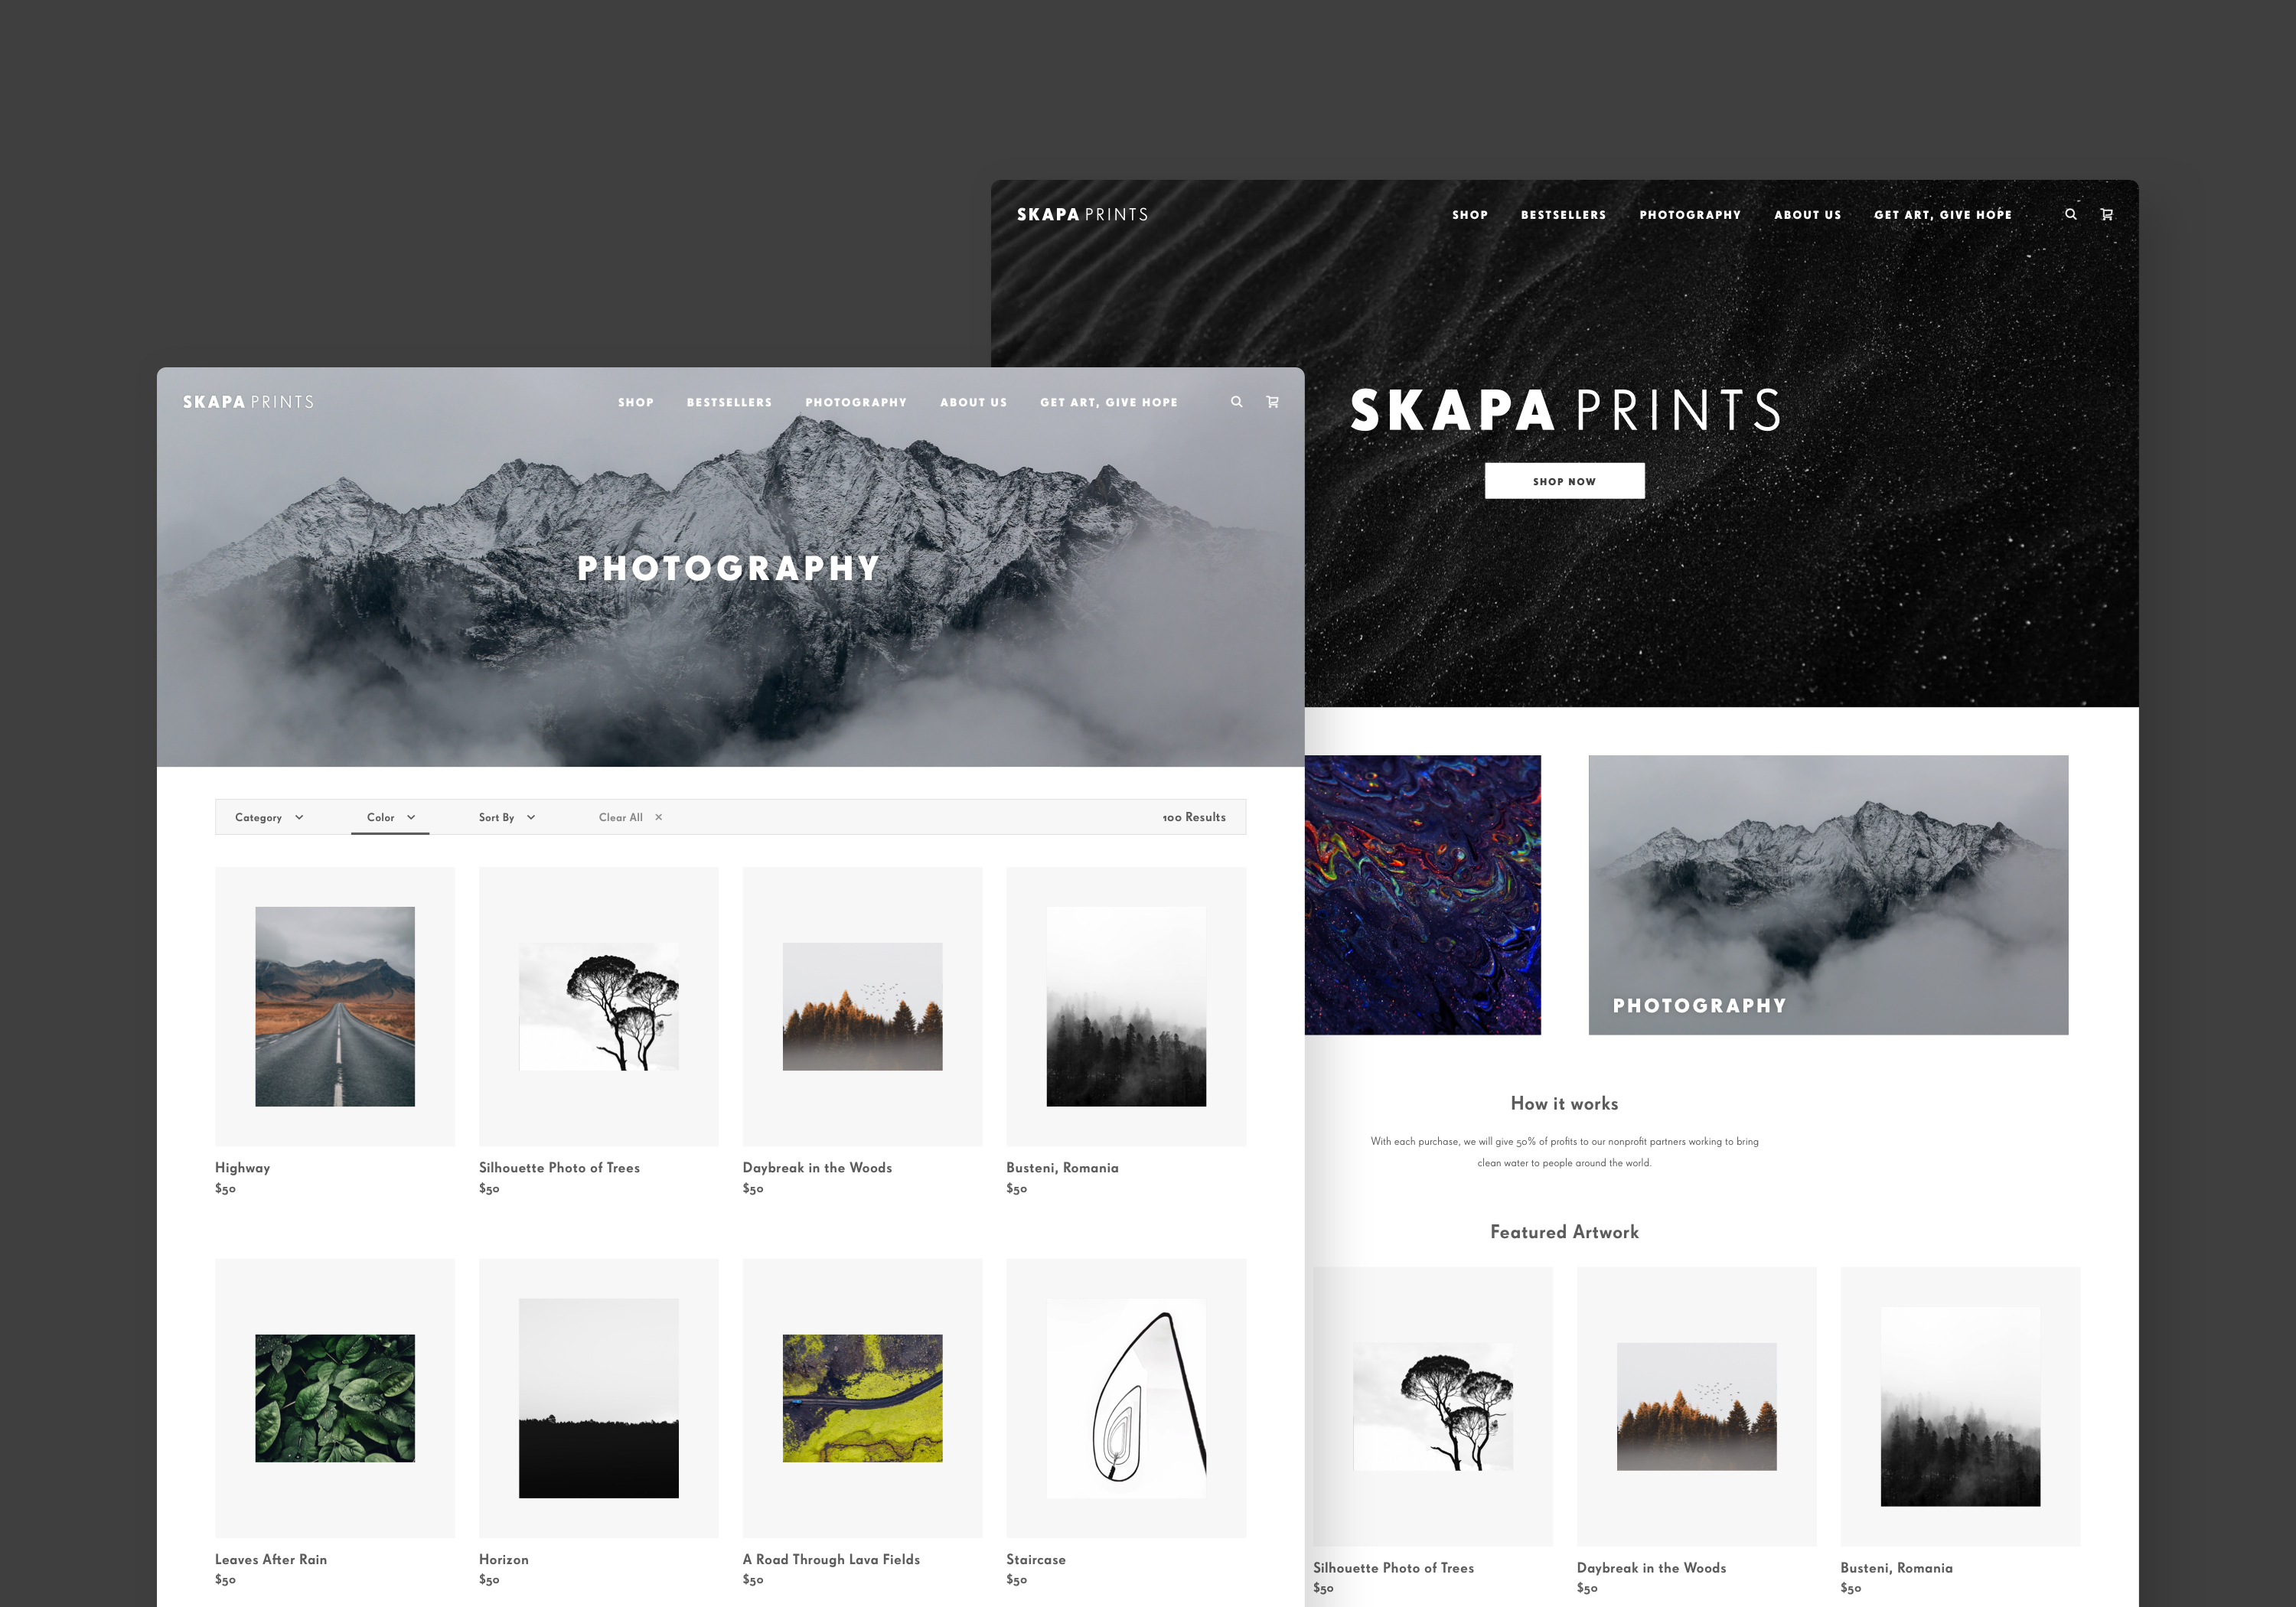 SKAPA PRINTS
SHOP BESTSELLERS PHOTOGRAPHY ABOUT US GET ART, GIVE HOPE
SKAPA PRINTS
SHOP NOW
PHOTOGRAPHY
How it works
With each purchase, we will give 50% of profits to our nonprofit partners working to bring
clean water to people around the world.
Featured Artwork
Silhouette Photo of Trees
$50
Daybreak in the Woods
$50
Busteni, Romania
$50
SKAPA PRINTS
SHOP BESTSELLERS PHOTOGRAPHY ABOUT US GET ART, GIVE HOPE
PHOTOGRAPHY
Category Color Sort By Clear All 100 Results
Highway
$50
Silhouette Photo of Trees
$50
Daybreak in the Woods
$50
Busteni, Romania
$50
Leaves After Rain
$50
Horizon
$50
A Road Through Lava Fields
$50
Staircase
$50